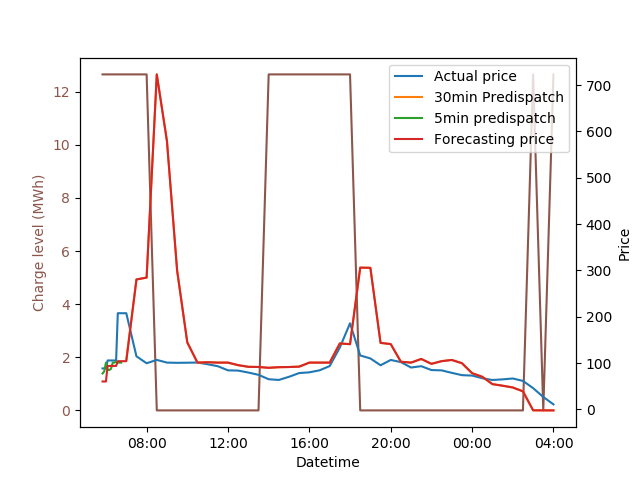 Actual price
30min Predispatch
5min predispatch
Forecasting price
Charge level (MWh)
12
10
8
6
4
2
0
700
600
500
400
300
200
100
0
Price
08:00 12:00 16:00 20:00 00:00 04:00
Datetime